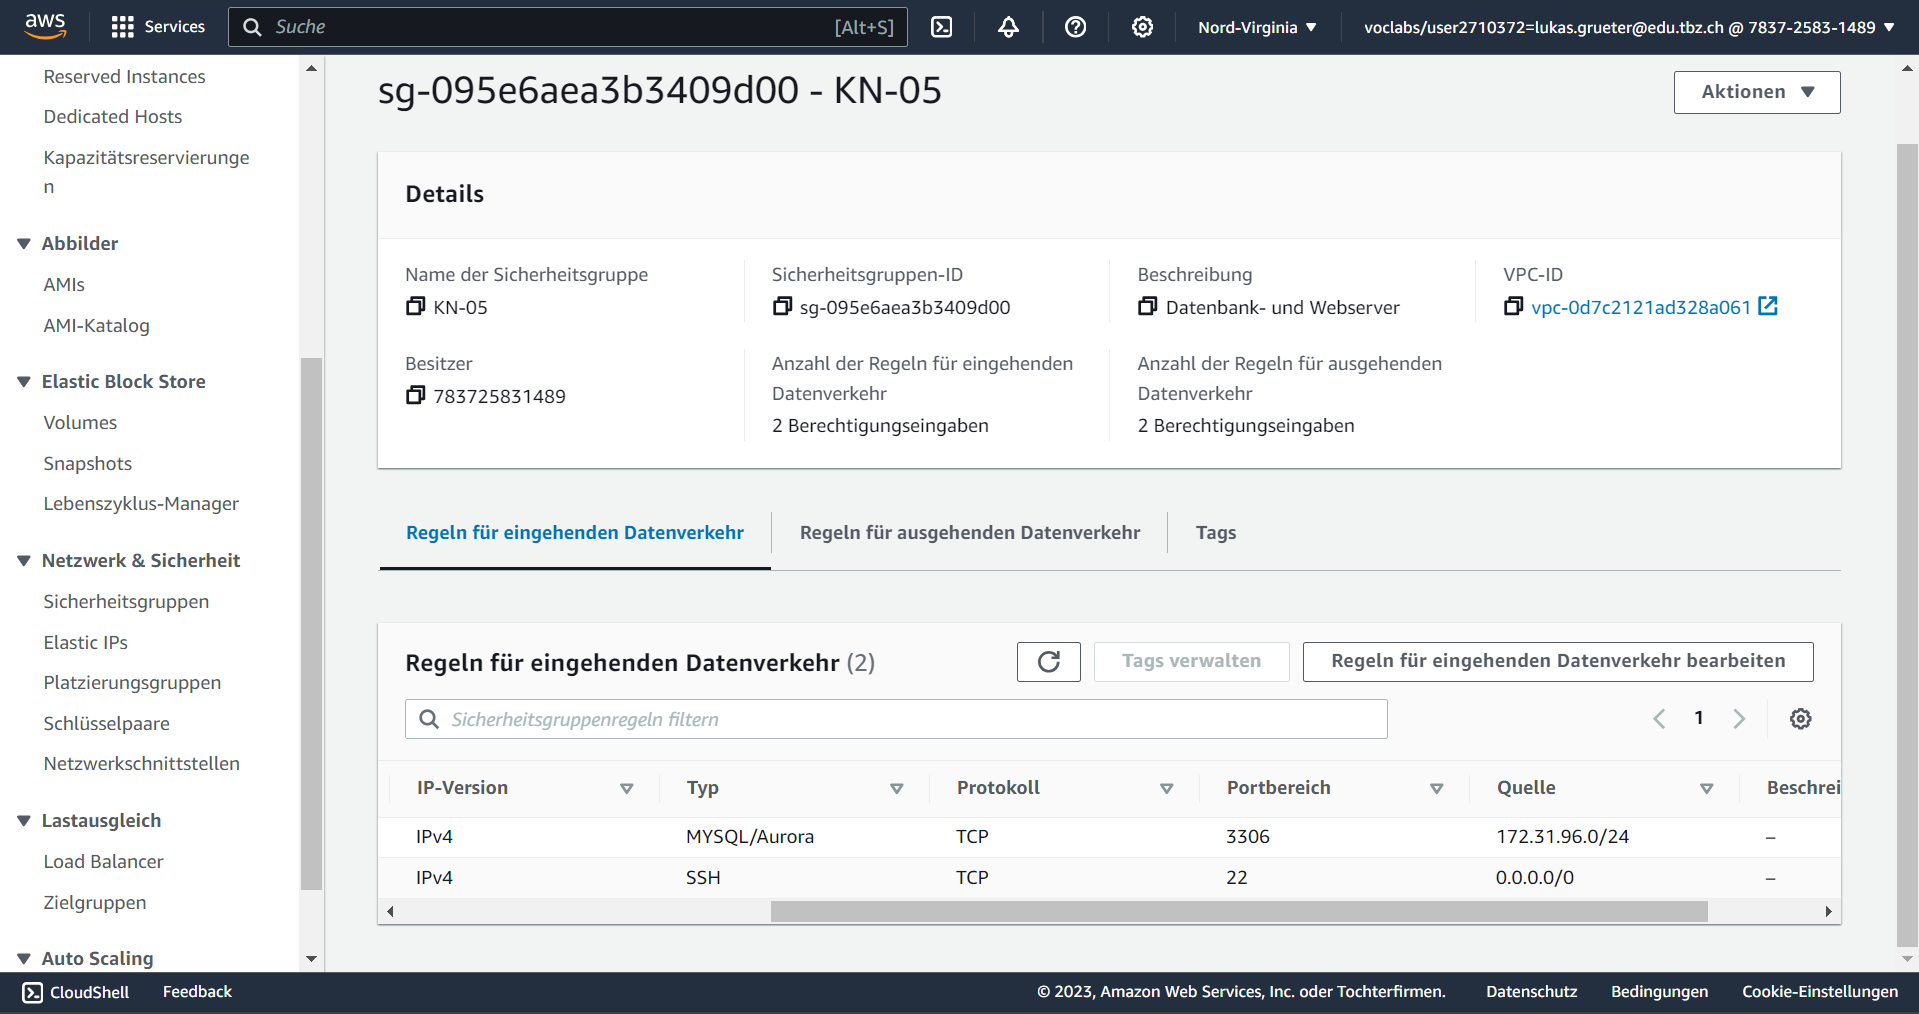 aws
Services
Suche
[Alt+S]
Nord-Virginia
voclabs/user2710372=lukas.grueter@edu.tbz.ch @ 7837-2583-1489
Reserved Instances
Dedicated Hosts
Kapazitätsreservierunge
n
Abbilder
AMIs
AMI-Katalog
Elastic Block Store
Volumes
Snapshots
Lebenszyklus-Manager
Netzwerk & Sicherheit
Sicherheitsgruppen
Elastic IPs
Platzierungsgruppen
Schlüsselpaare
Netzwerkschnittstellen
Lastausgleich
Load Balancer
Zielgruppen
Auto Scaling
sg-095e6aea3b3409d00 - KN-05
Aktionen
Details
Name der Sicherheitsgruppe
KN-05
Sicherheitsgruppen-ID
sg-095e6aea3b3409d00
Beschreibung
Datenbank- und Webserver
VPC-ID
vpc-0d7c2121ad328a061
Besitzer
783725831489
Anzahl der Regeln für eingehenden
Datenverkehr
2 Berechtigungseingaben
Anzahl der Regeln für ausgehenden
Datenverkehr
2 Berechtigungseingaben
Regeln für eingehenden Datenverkehr
Regeln für ausgehenden Datenverkehr
Tags
Regeln für eingehenden Datenverkehr (2)
Tags verwalten
Regeln für eingehenden Datenverkehr bearbeiten
Sicherheitsgruppenregeln filtern
1
IP-Version Typ Protokoll Portbereich Quelle Beschrei
IPv4 MYSQL/Aurora TCP 3306 172.31.96.0/24 –
IPv4 SSH TCP 22 0.0.0.0/0 –
CloudShell
Feedback
© 2023, Amazon Web Services, Inc. oder Tochterfirmen.
Datenschutz
Bedingungen
Cookie-Einstellungen